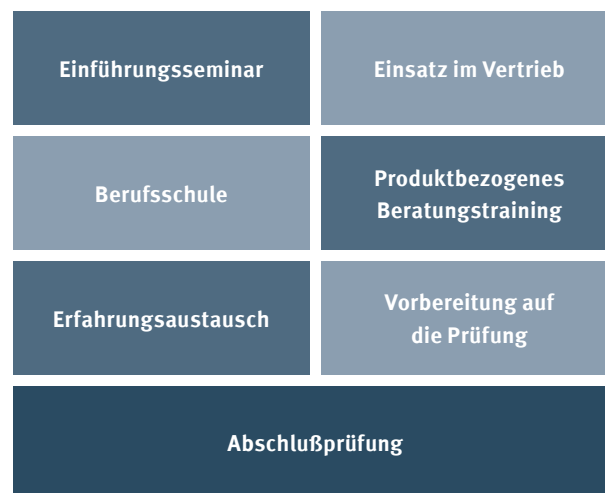 Einführungsseminar
Einsatz im Vertrieb
Berufsschule
Produktbezogenes
Beratungstraining
Erfahrungsaustausch
Vorbereitung auf
die Prüfung
Abschlußprüfung